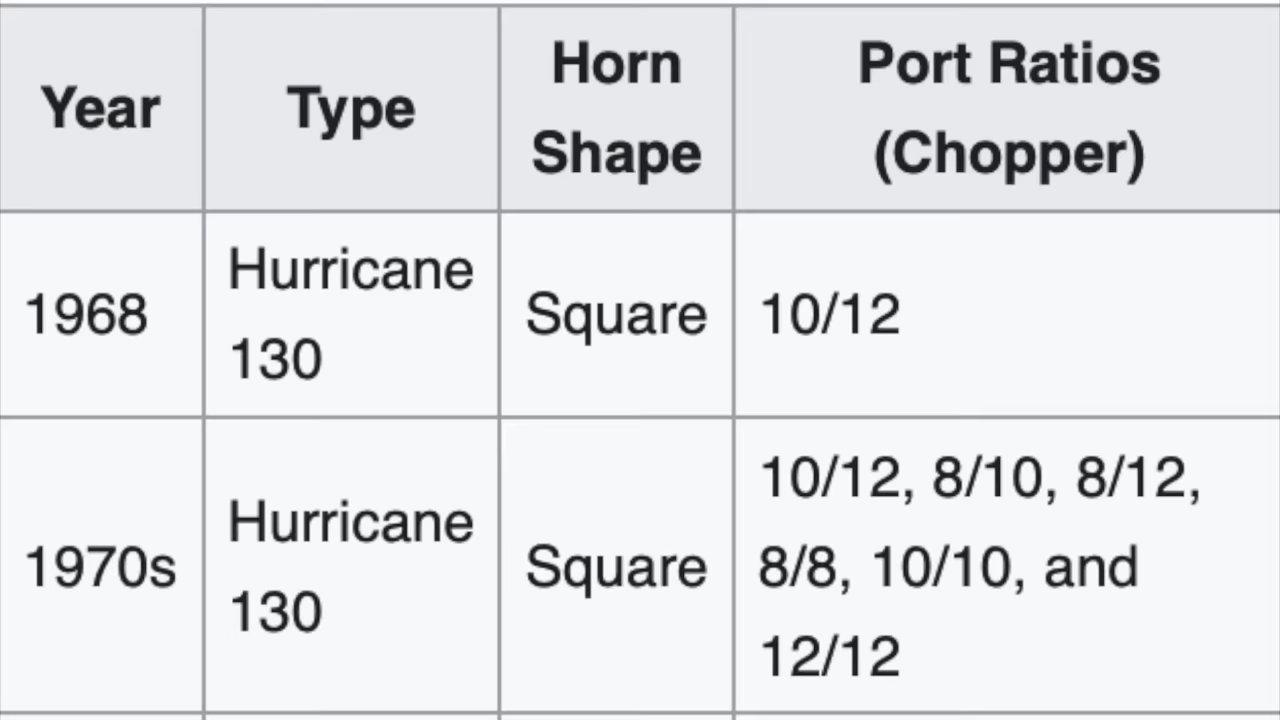 Year
Type
Horn
Shape
Port Ratios
(Chopper)
1968
Hurricane
130
Square
10/12
1970s
Hurricane
130
Square
10/12, 8/10, 8/12,
8/8, 10/10, and
12/12